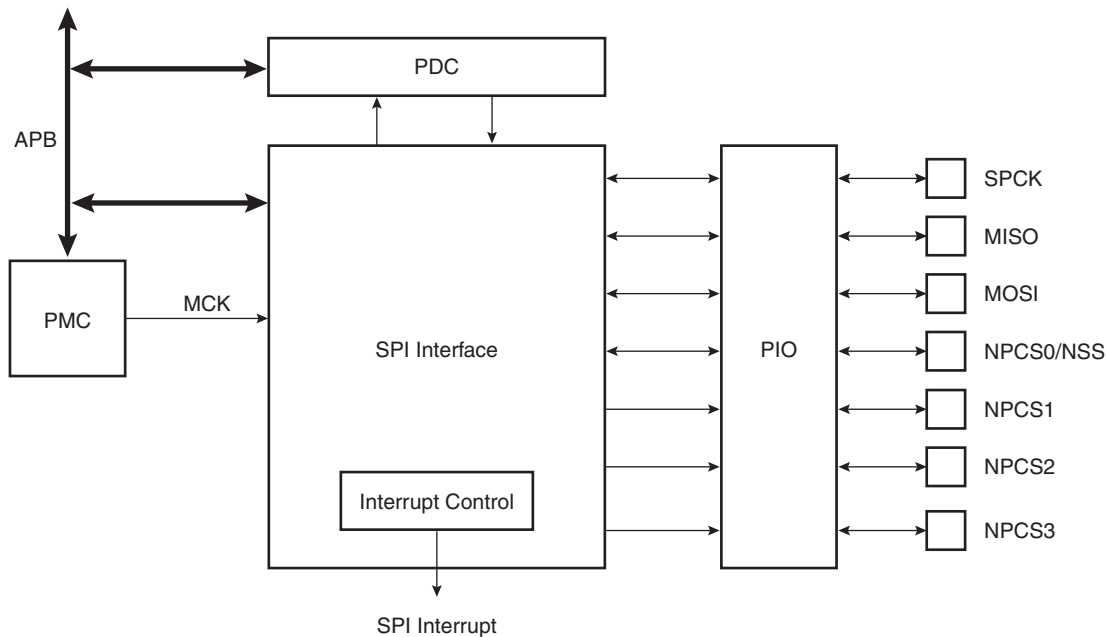 PDC
APB
SPCK
MISO
PMC
MCK
MOSI
SPI Interface
PIO
NPCS0/NSS
NPCS1
NPCS2
Interrupt Control
NPCS3
SPI Interrupt